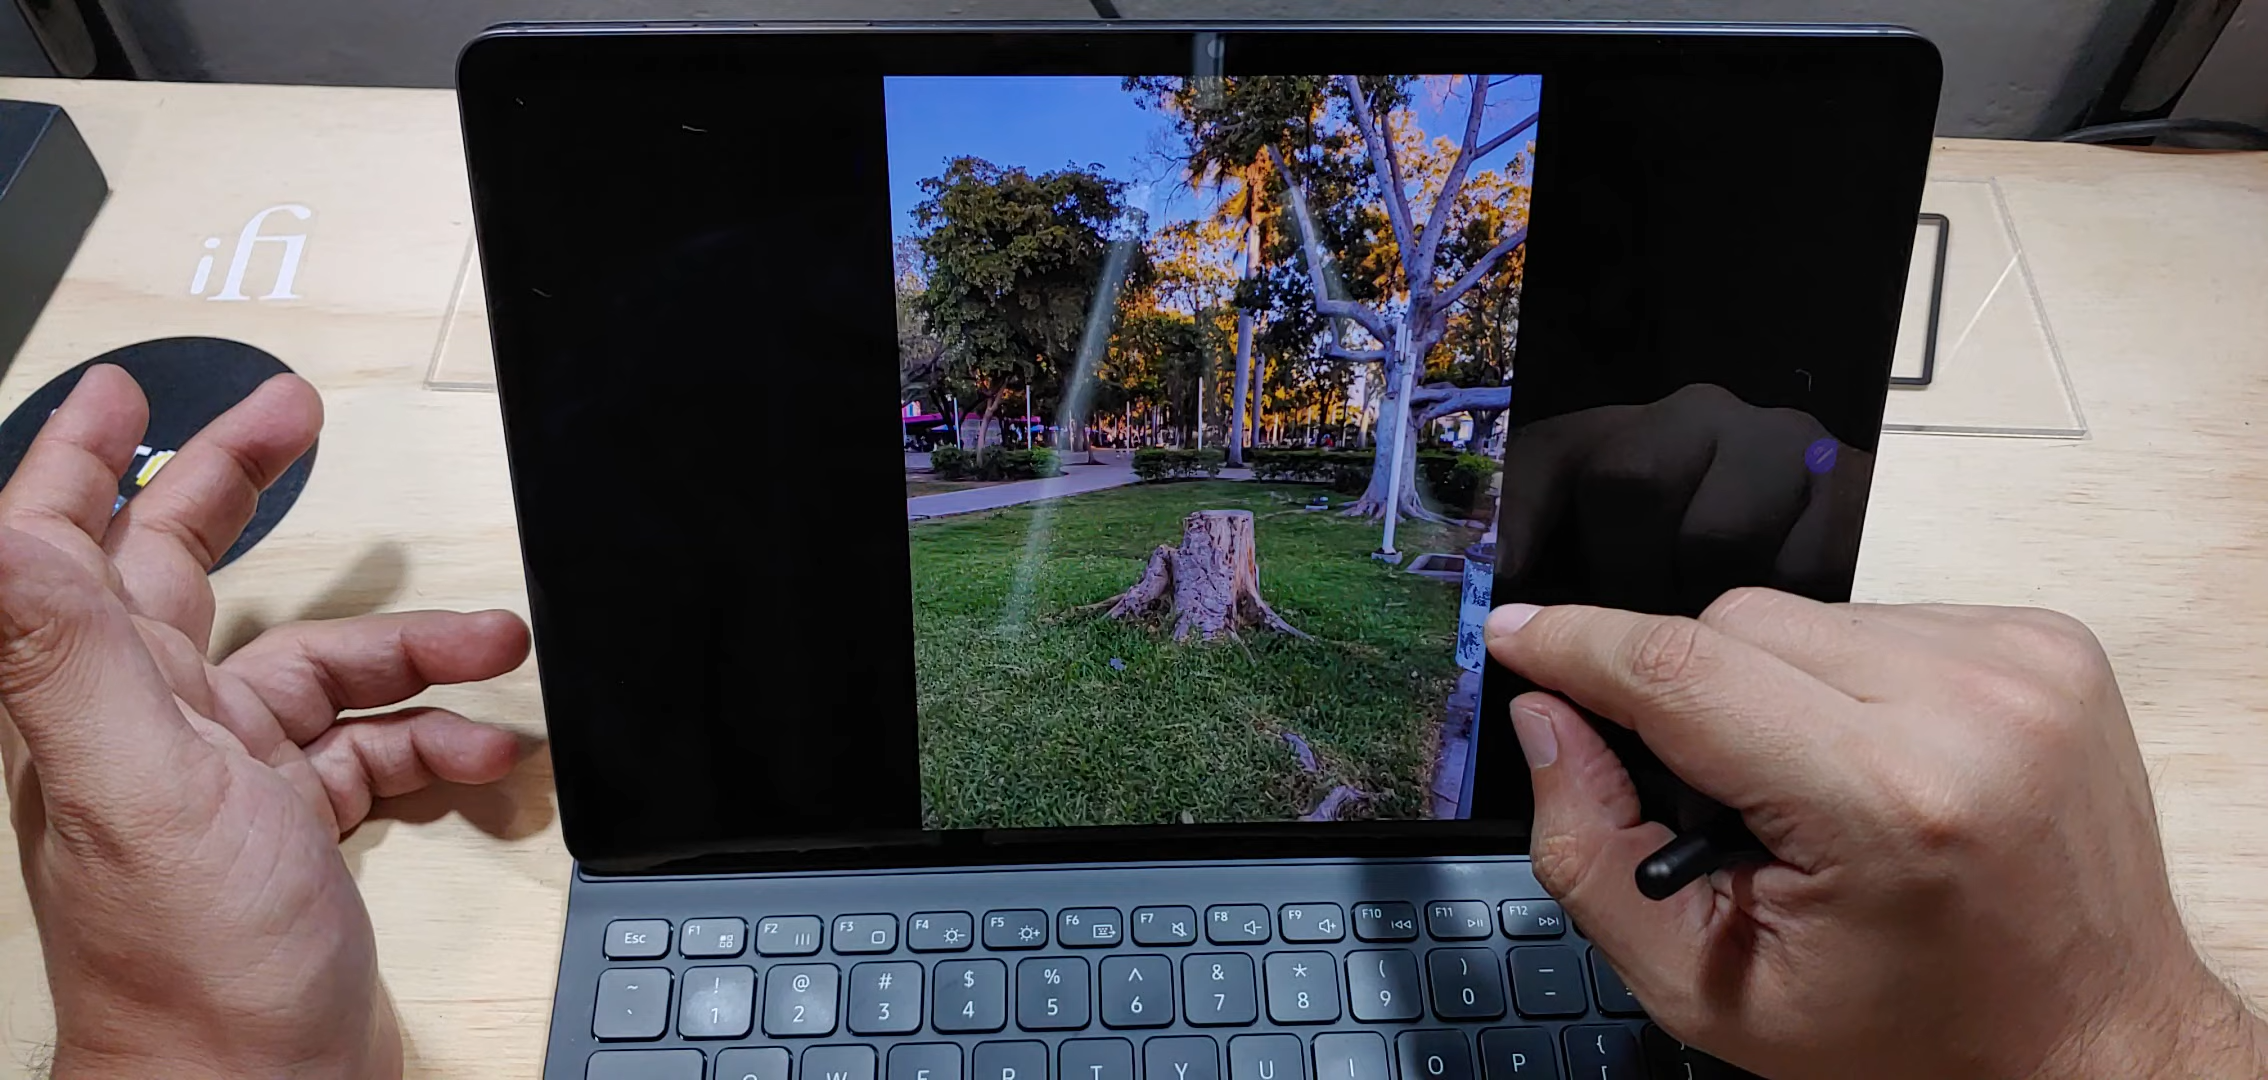 ifi
Esc F1 F2 F3 F4 F5 F6 F7 F8 F9 F10 F11 F12
~ ! @ # $ % ^ & * ( ) —
` 1 2 3 4 5 6 7 8 9 0 -
W E R T Y U I O P {
[